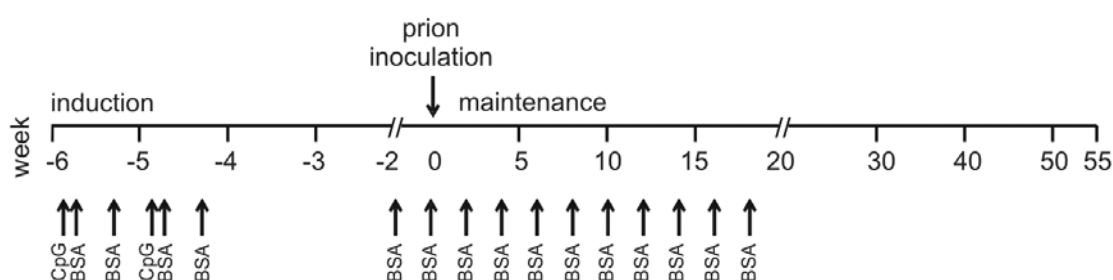 prion
inoculation
induction
maintenance
week
-6 -5 -4 -3 -2 0 5 10 15 20 30 40 50 55
CpG BSA BSA CpG BSA BSA BSA BSA BSA BSA BSA BSA BSA BSA BSA BSA BSA